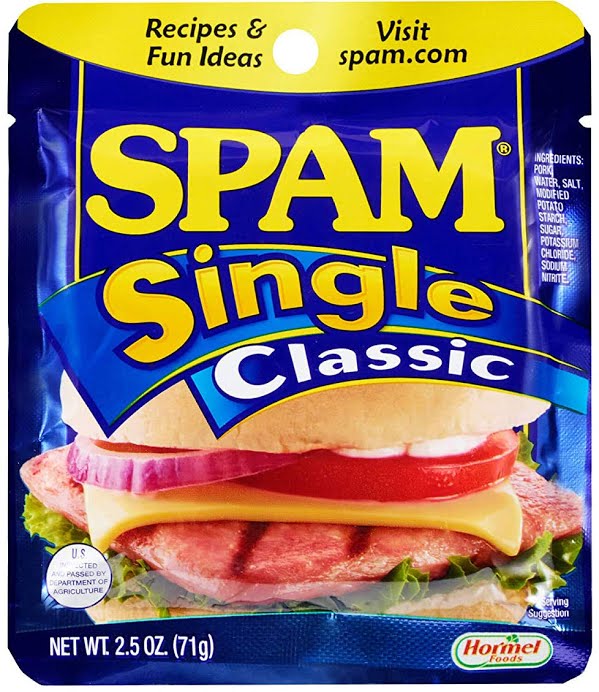 Recipes &
Fun Ideas
Visit
spam.com
SPAM®
Single
Classic
INGREDIENTS:
PORK,
WATER, SALT,
MODIFIED
POTATO
STARCH,
SUGAR,
POTASSIUM
CHLORIDE,
SODIUM
NITRITE.
U.S.
AND PASSED BY
DEPARTMENT OF
AGRICULTURE
Serving
Suggestion
NET WT. 2.5 OZ. (71g)
Hormel
Foods